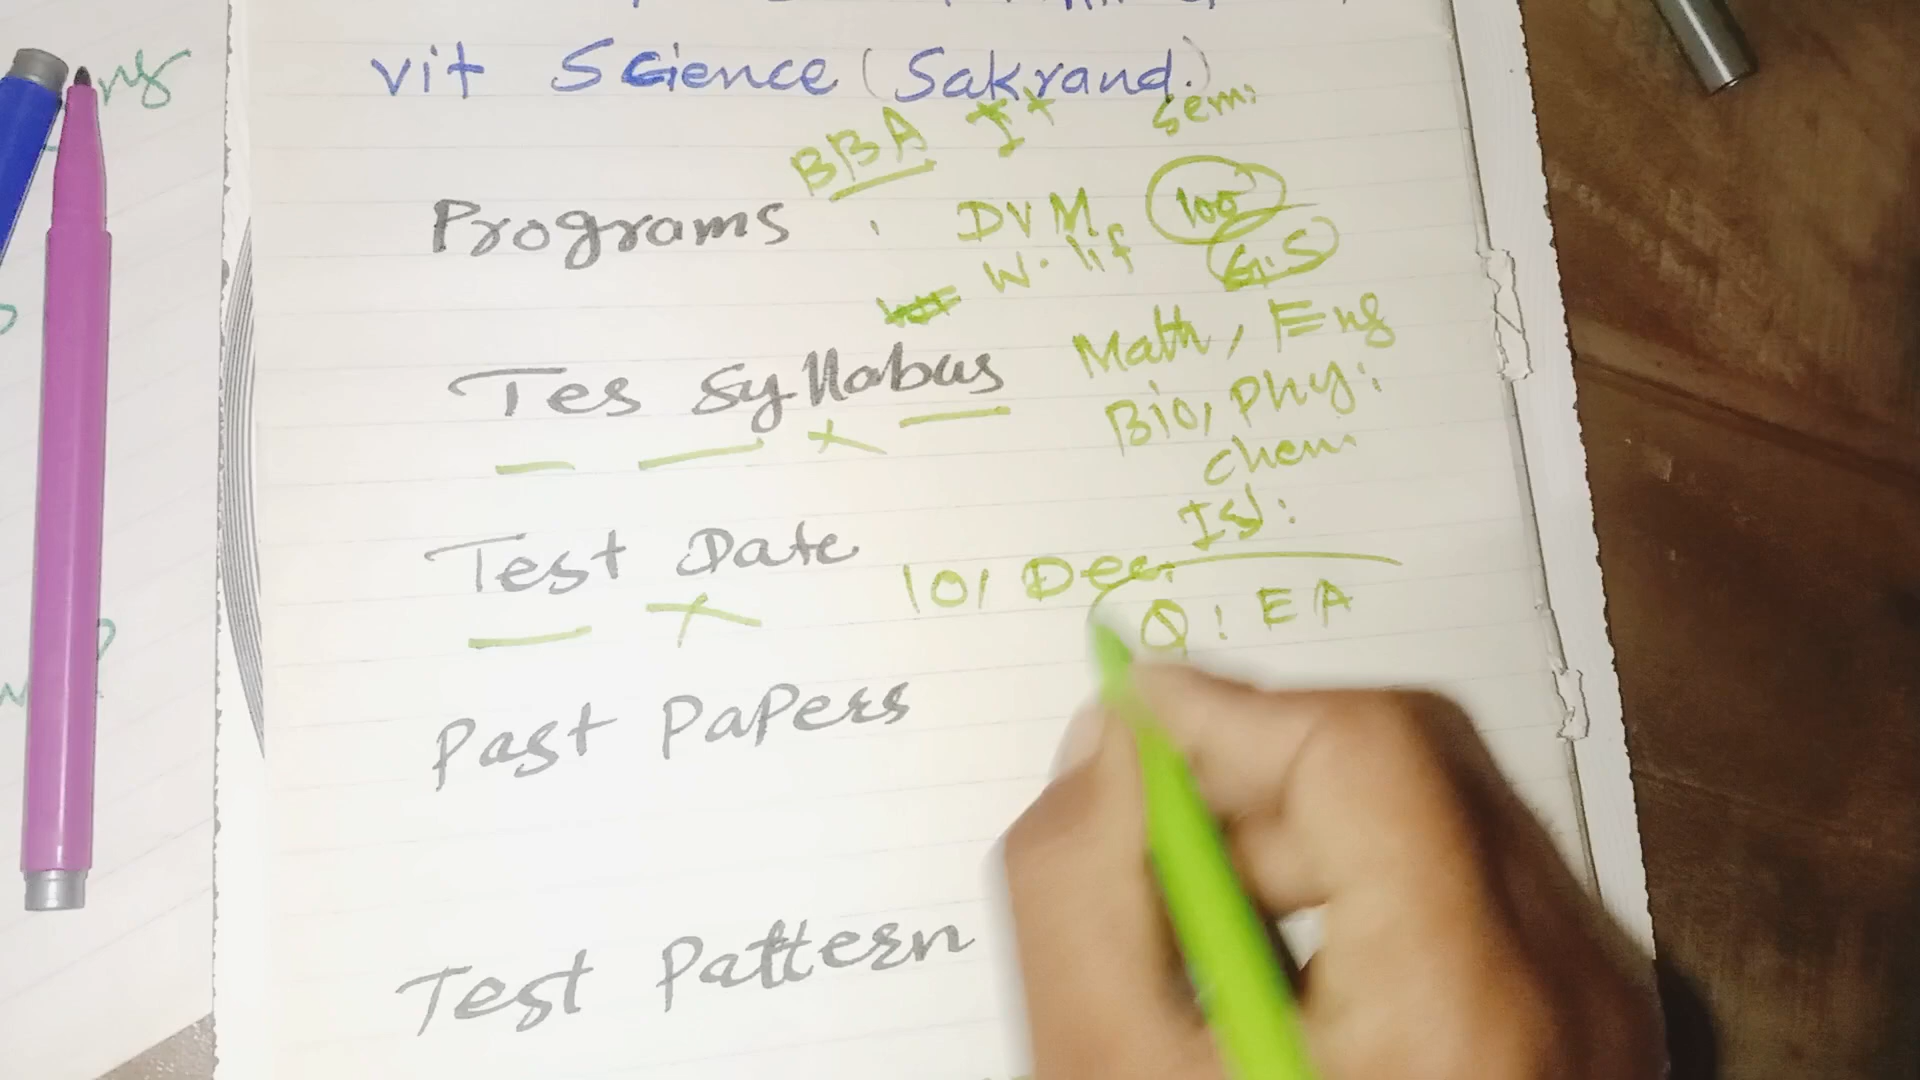 vit Science (Sakrand.)
BBA Ist Sem:
Programs : DVM 100
W. lif G.S
Tes Syllabus Math, Eng
Bio, Phy:
chem:
Isl:
Test Date 10/ Dec.
Q: EA
Past Papers
Test Pattern